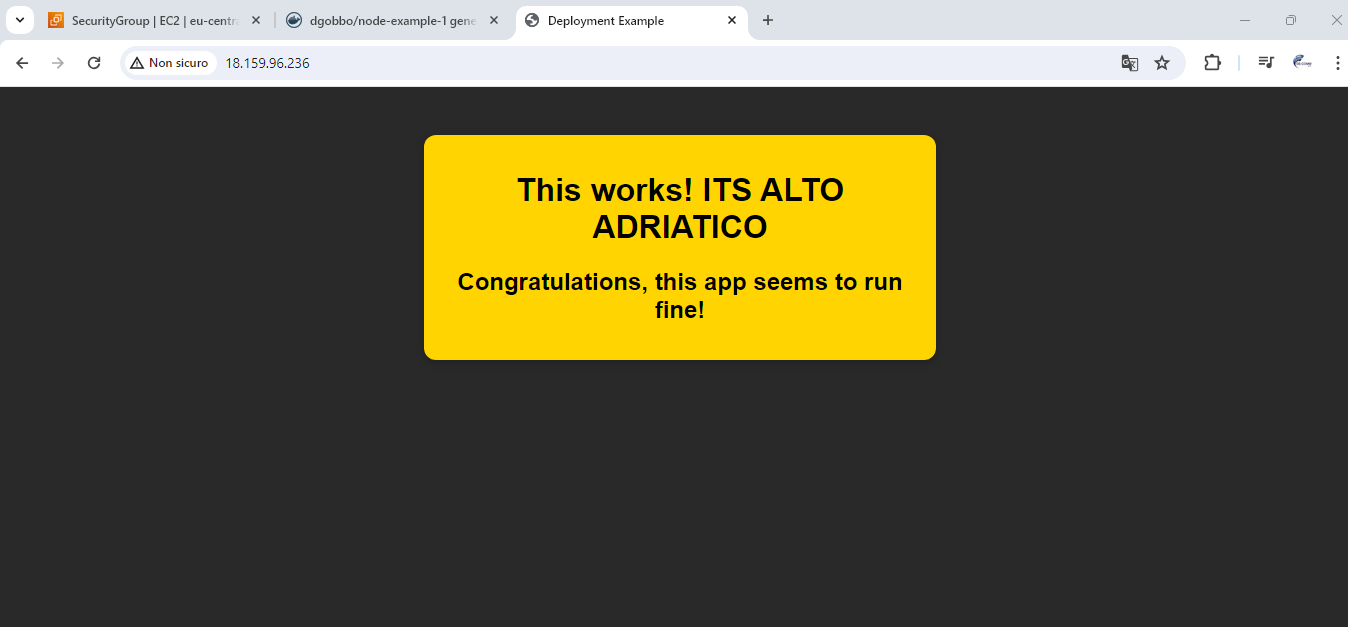 SecurityGroup | EC2 | eu-centra
dgobbo/node-example-1 gene
Deployment Example
Non sicuro
18.159.96.236
This works! ITS ALTO
ADRIATICO
Congratulations, this app seems to run
fine!